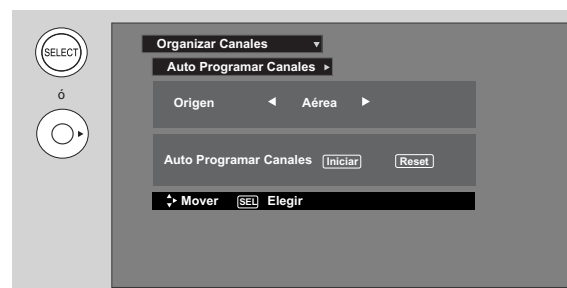 SELECT
ó
Organizar Canales
Auto Programar Canales
Origen Aérea
Auto Programar Canales Iniciar Reset
Mover SEL Elegir